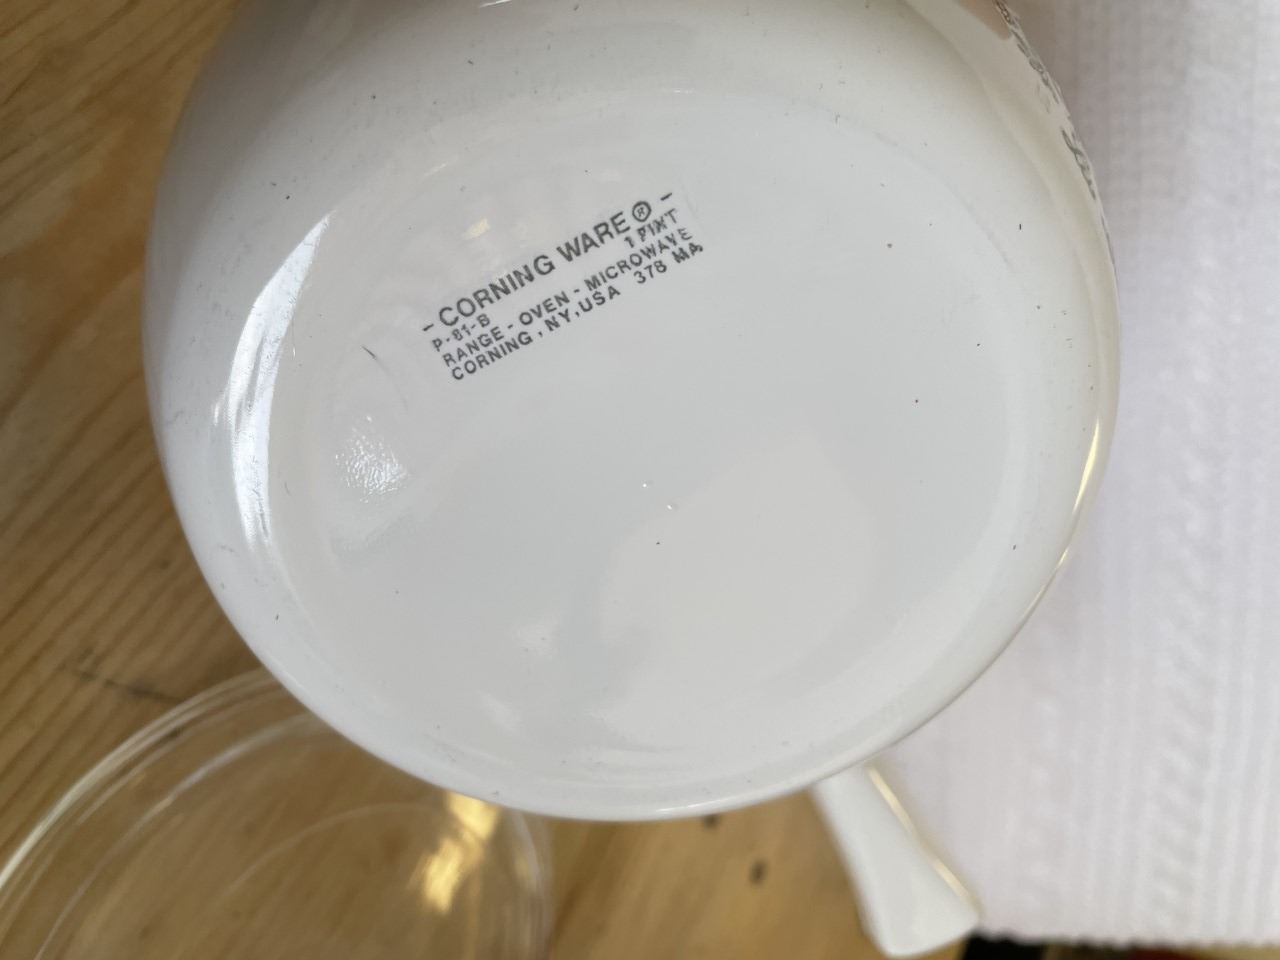 - CORNING WARE ® -
P-81-B 1 PINT
RANGE - OVEN - MICROWAVE
CORNING, NY, USA 378 MA